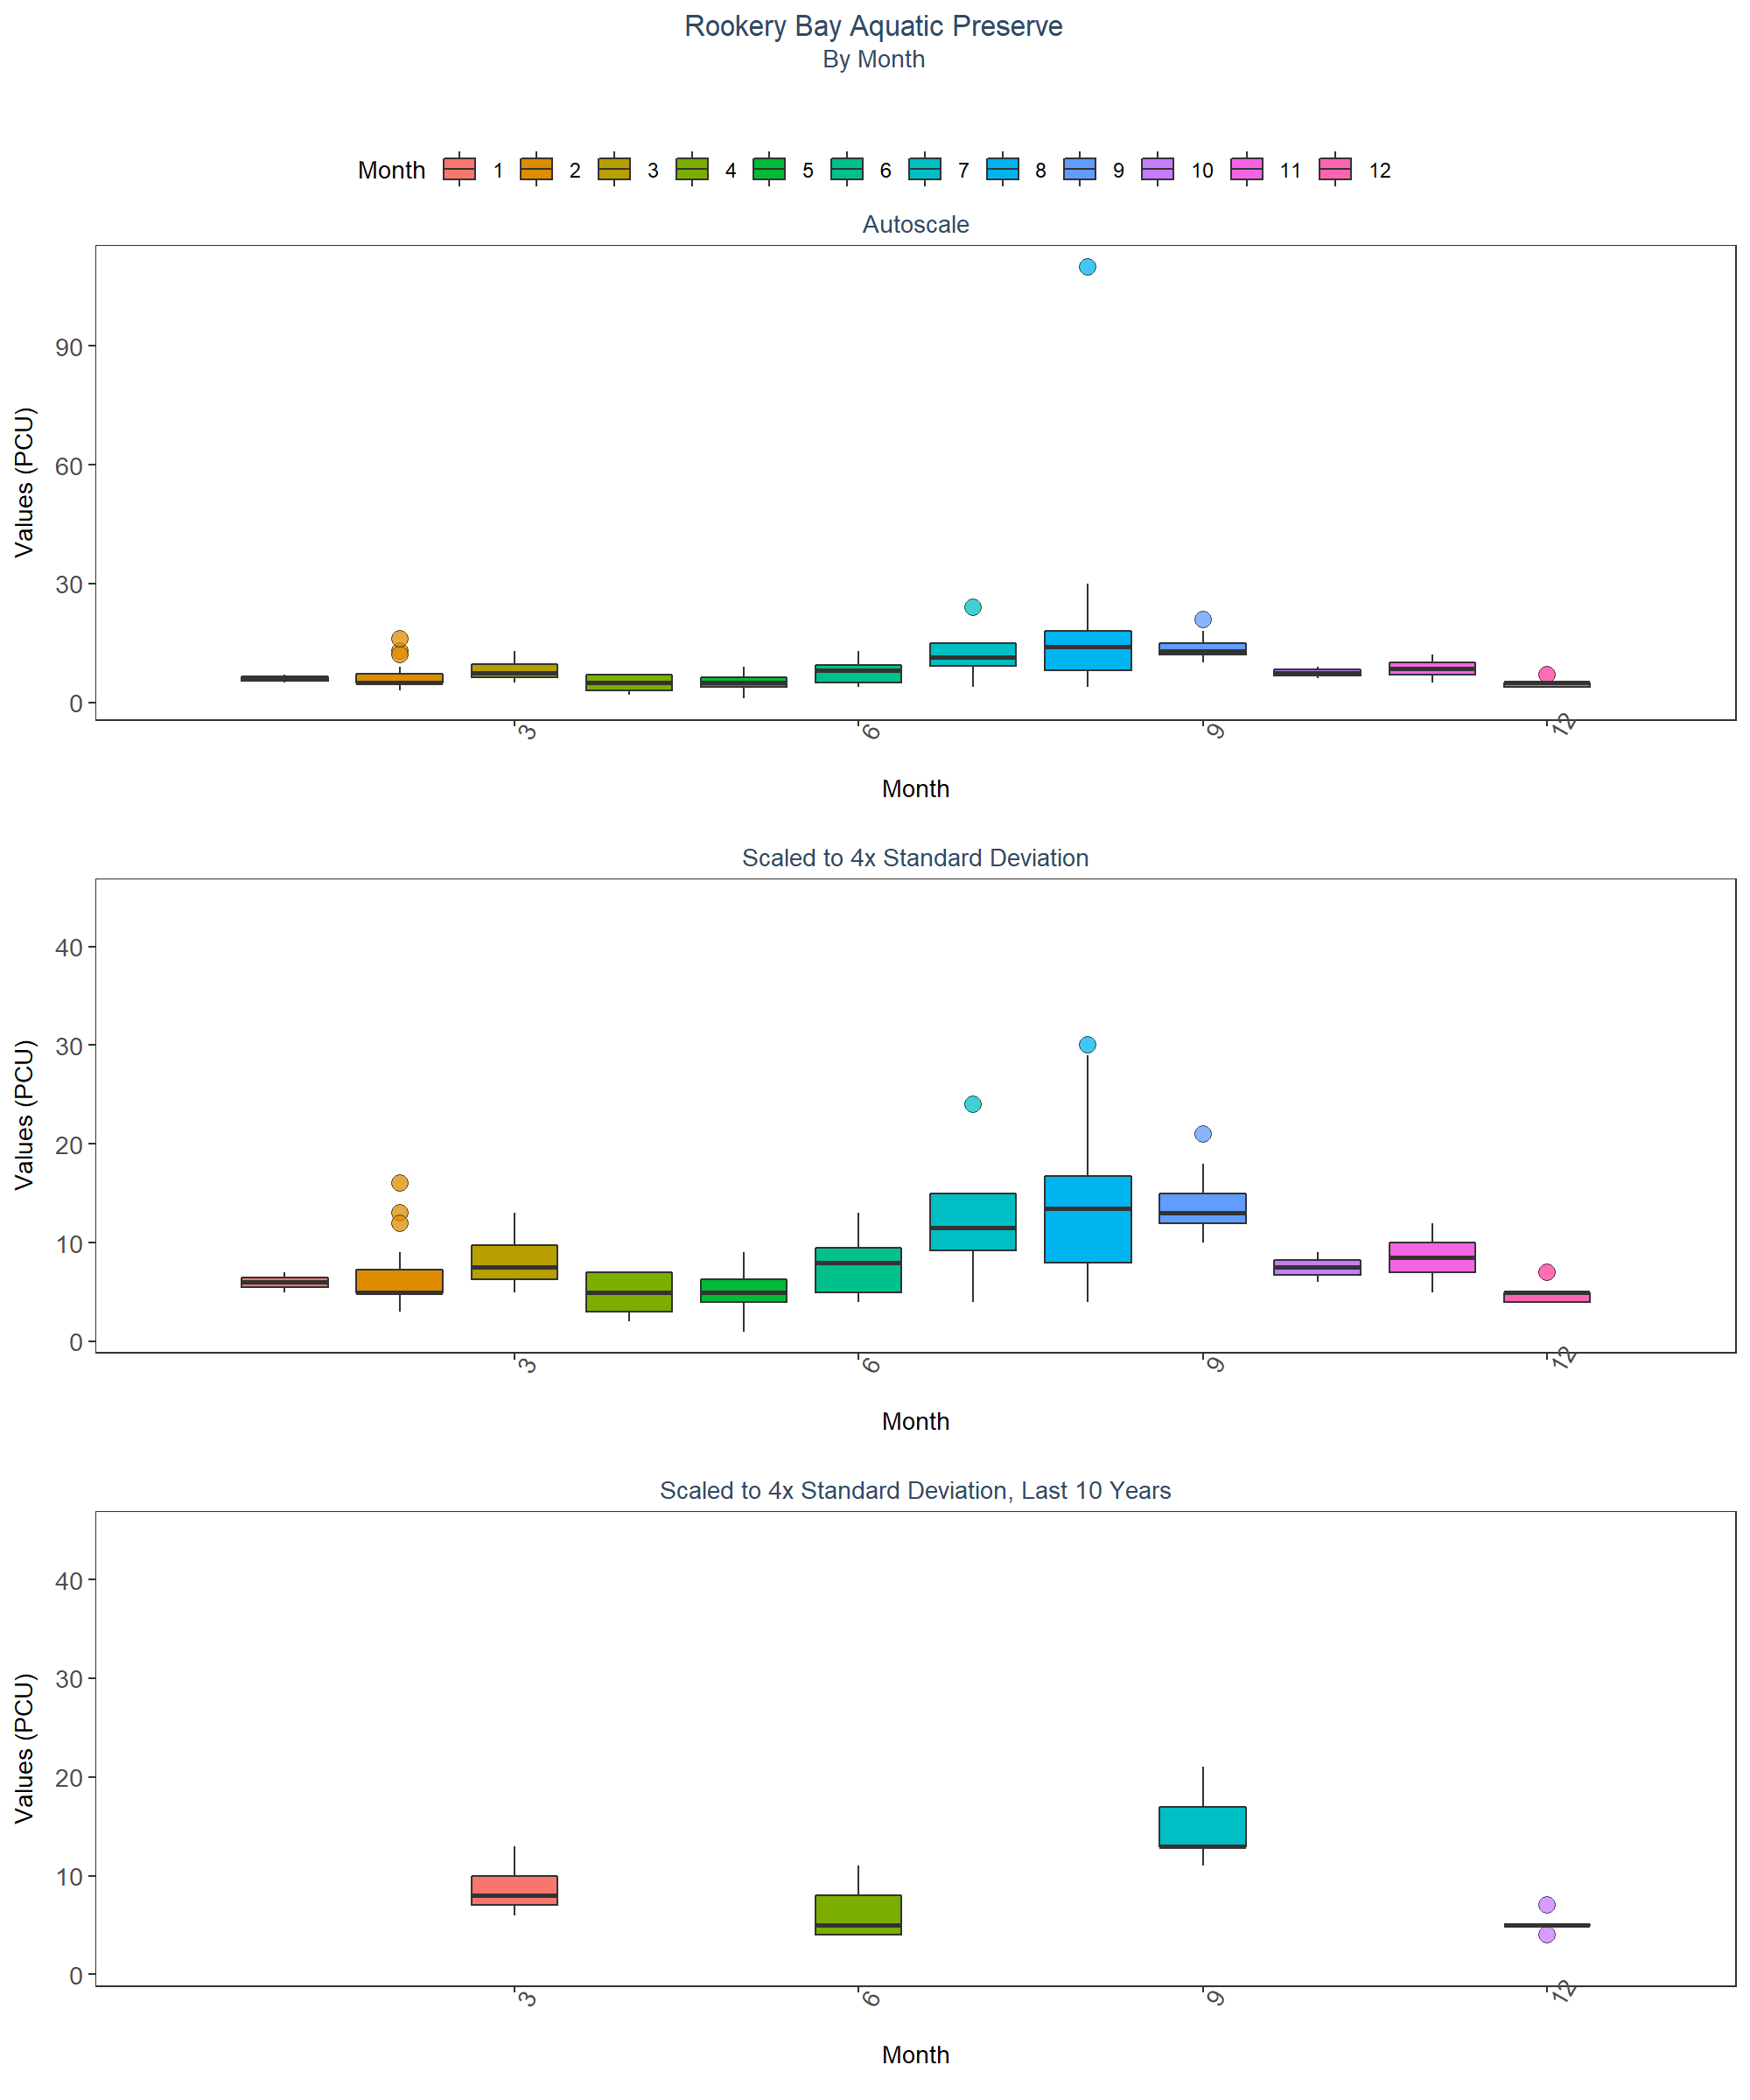 Rookery Bay Aquatic Preserve
By Month
Month 1 2 3 4 5 6 7 8 9 10 11 12
Autoscale
Values (PCU)
90
60
30
0
3 6 9 12
Month
Scaled to 4x Standard Deviation
Values (PCU)
40
30
20
10
0
3 6 9 12
Month
Scaled to 4x Standard Deviation, Last 10 Years
Values (PCU)
40
30
20
10
0
3 6 9 12
Month